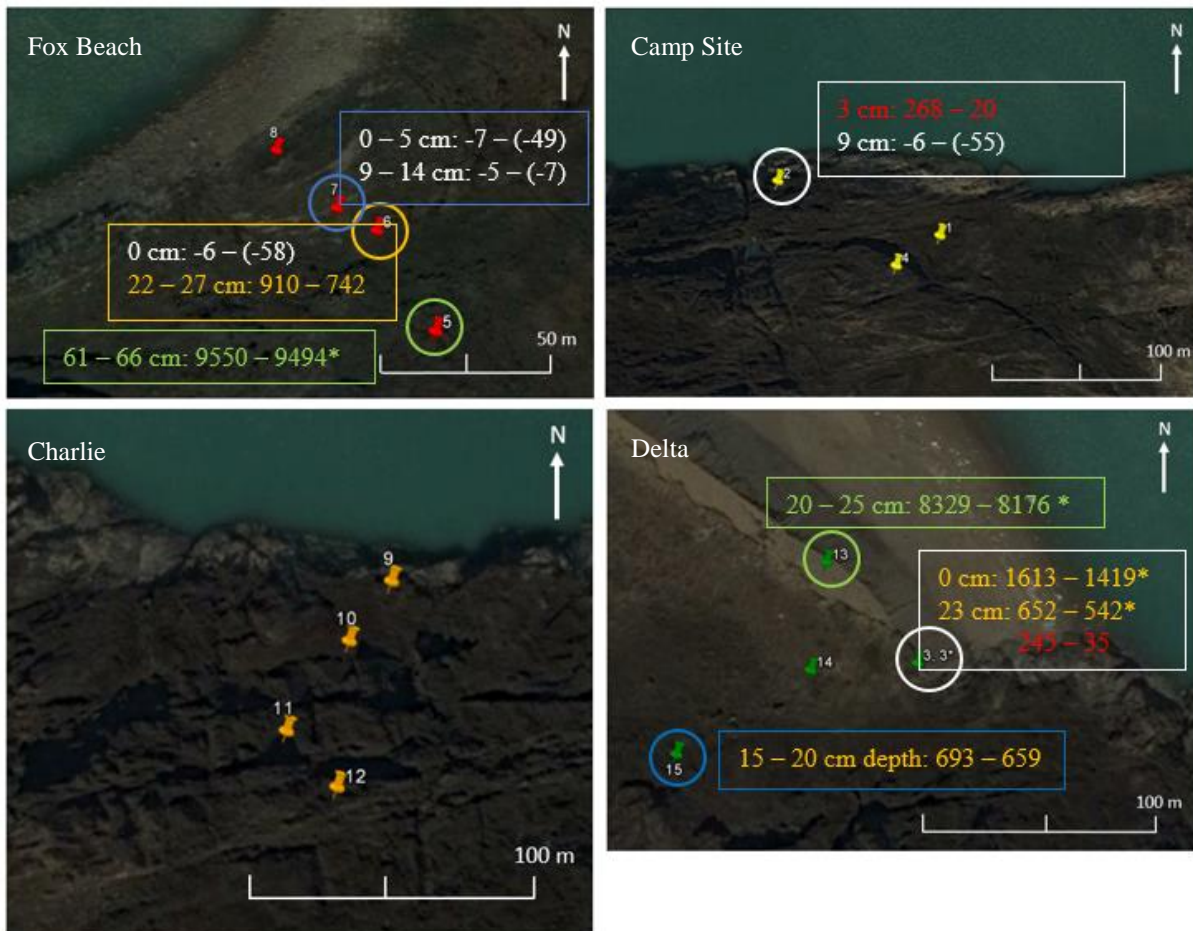 Fox Beach
N
8
0 – 5 cm: -7 – (-49)
9 – 14 cm: -5 – (-7)
7
6
0 cm: -6 – (-58)
22 – 27 cm: 910 – 742
5
61 – 66 cm: 9550 – 9494*
50 m
Camp Site
N
3 cm: 268 – 20
9 cm: -6 – (-55)
2
1
4
100 m
Charlie
N
9
10
11
12
100 m
Delta
N
20 – 25 cm: 8329 – 8176 *
13
0 cm: 1613 – 1419*
23 cm: 652 – 542*
245 – 35
14
3, 3*
15
15 – 20 cm depth: 693 – 659
100 m